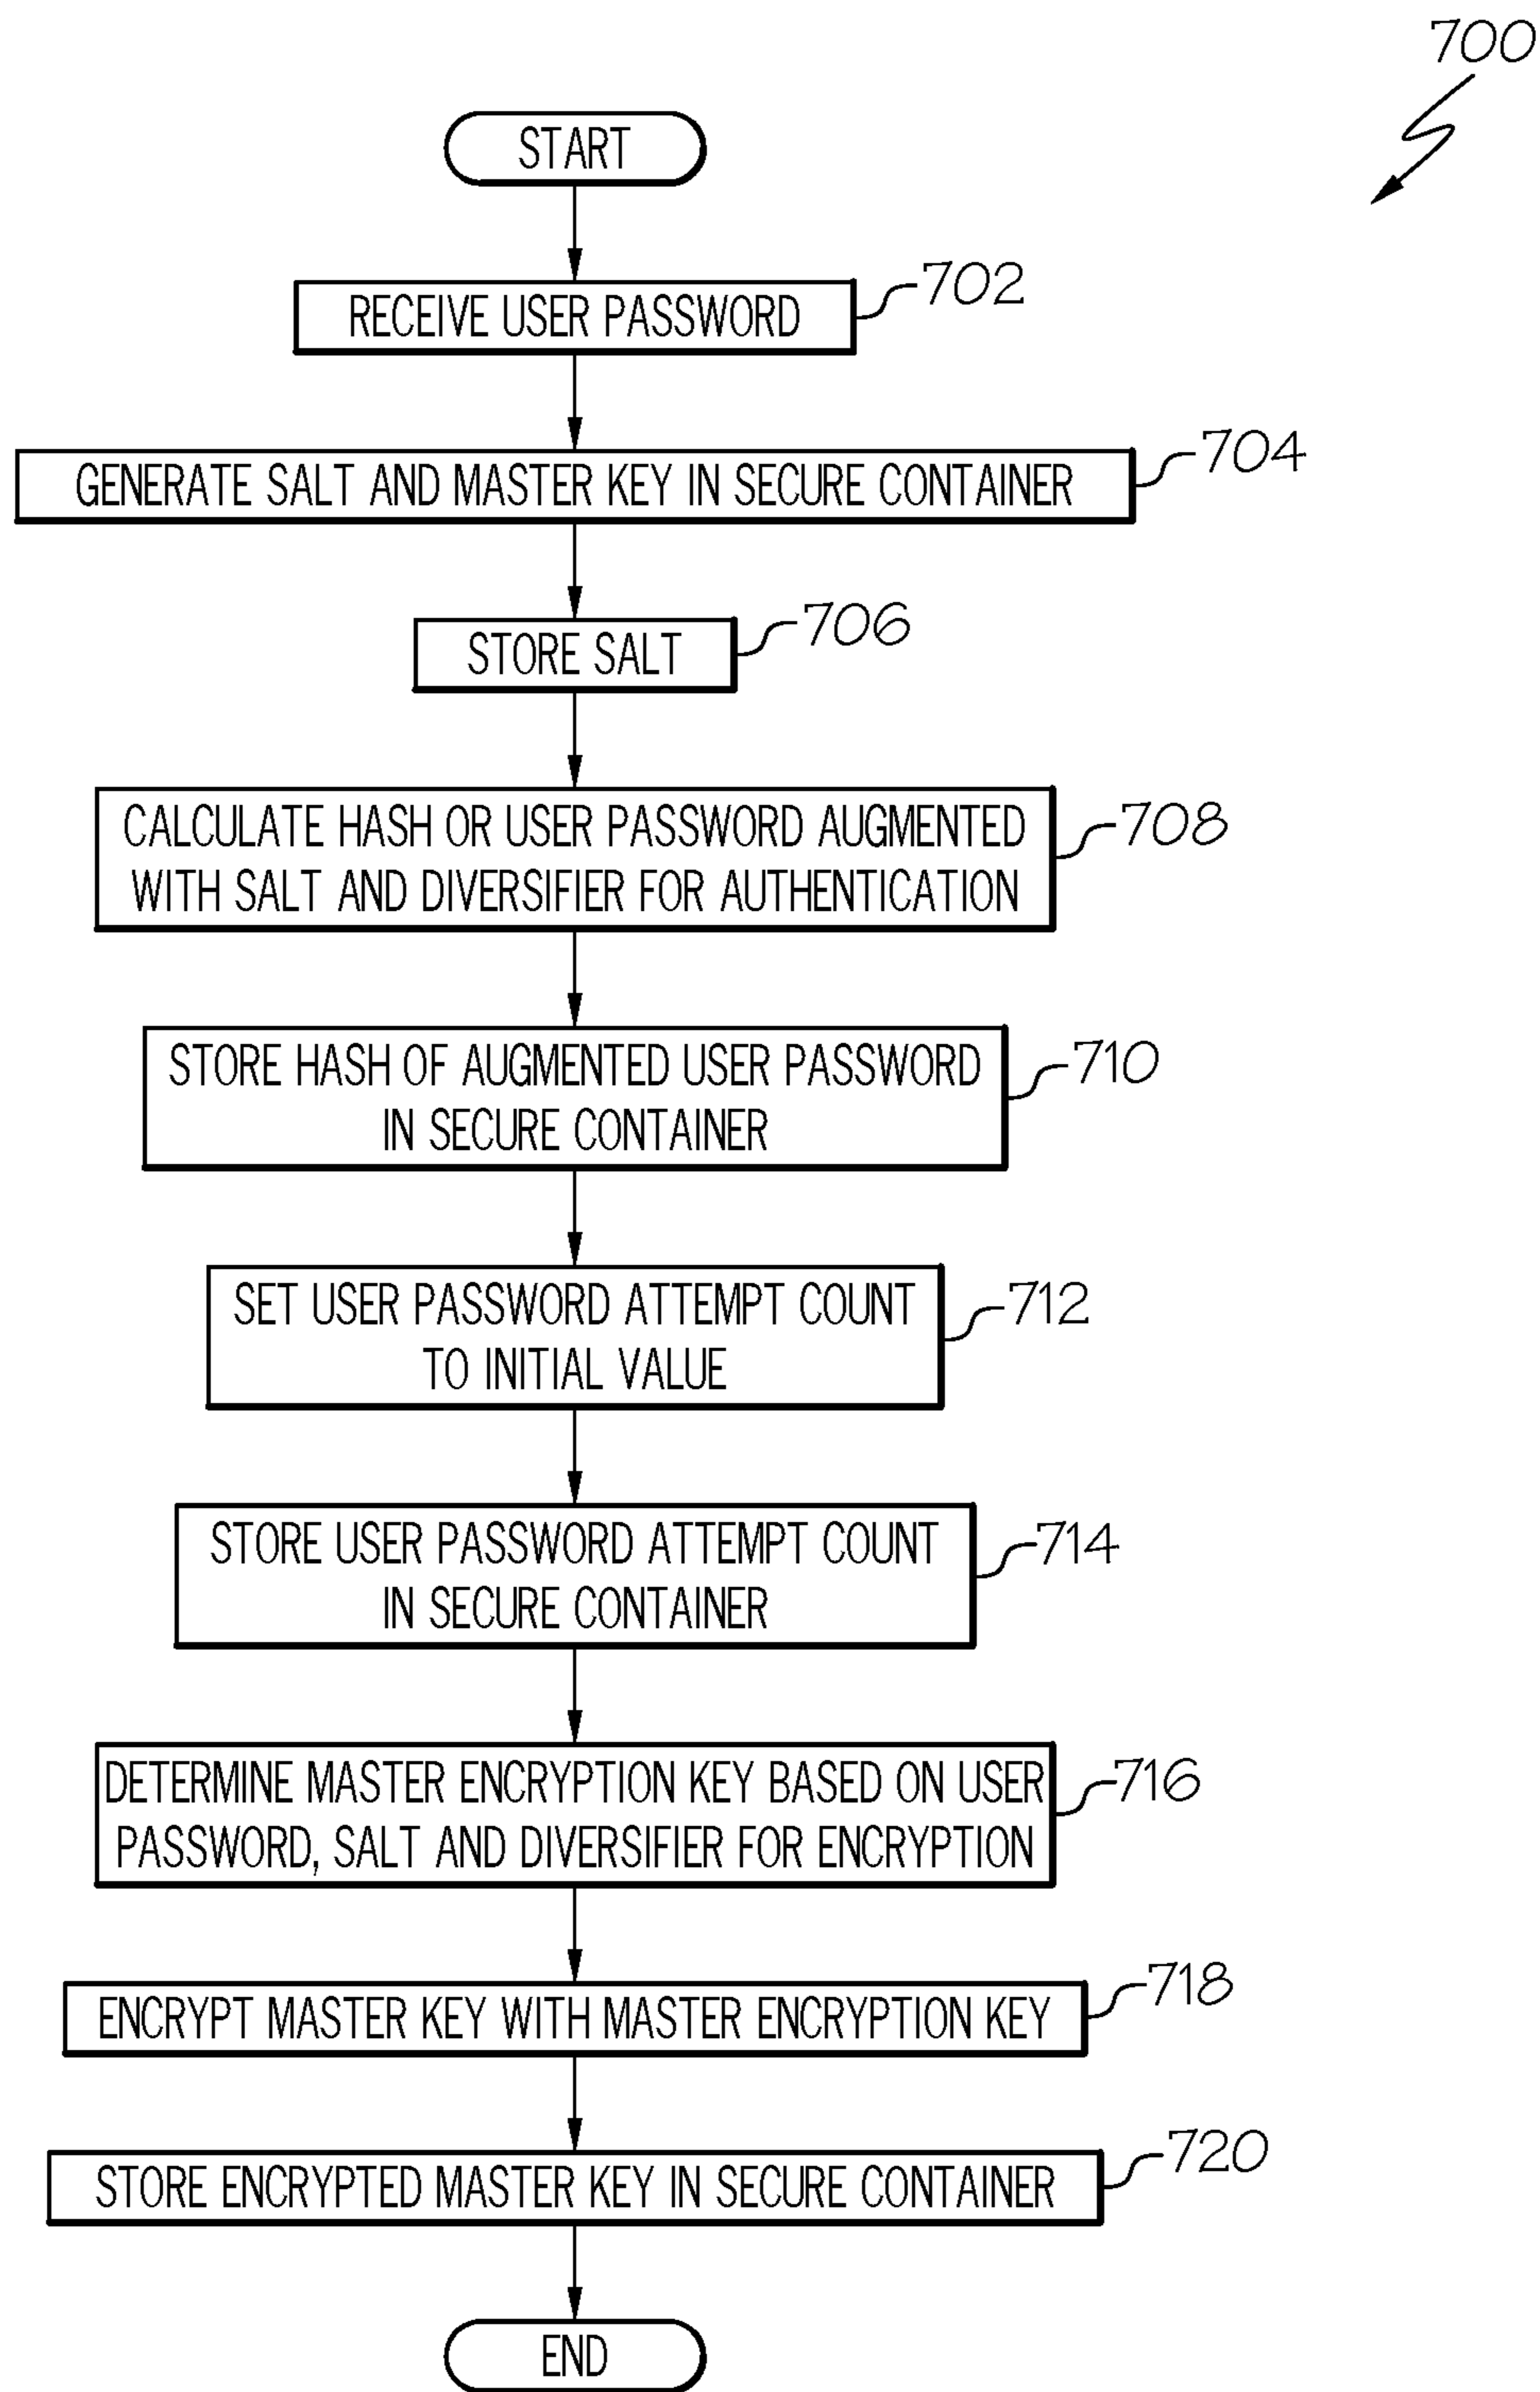 700
START
RECEIVE USER PASSWORD
702
GENERATE SALT AND MASTER KEY IN SECURE CONTAINER
704
STORE SALT
706
CALCULATE HASH OR USER PASSWORD AUGMENTED
WITH SALT AND DIVERSIFIER FOR AUTHENTICATION
708
STORE HASH OF AUGMENTED USER PASSWORD
IN SECURE CONTAINER
710
SET USER PASSWORD ATTEMPT COUNT
TO INITIAL VALUE
712
STORE USER PASSWORD ATTEMPT COUNT
IN SECURE CONTAINER
714
DETERMINE MASTER ENCRYPTION KEY BASED ON USER
PASSWORD, SALT AND DIVERSIFIER FOR ENCRYPTION
716
ENCRYPT MASTER KEY WITH MASTER ENCRYPTION KEY
718
STORE ENCRYPTED MASTER KEY IN SECURE CONTAINER
720
END